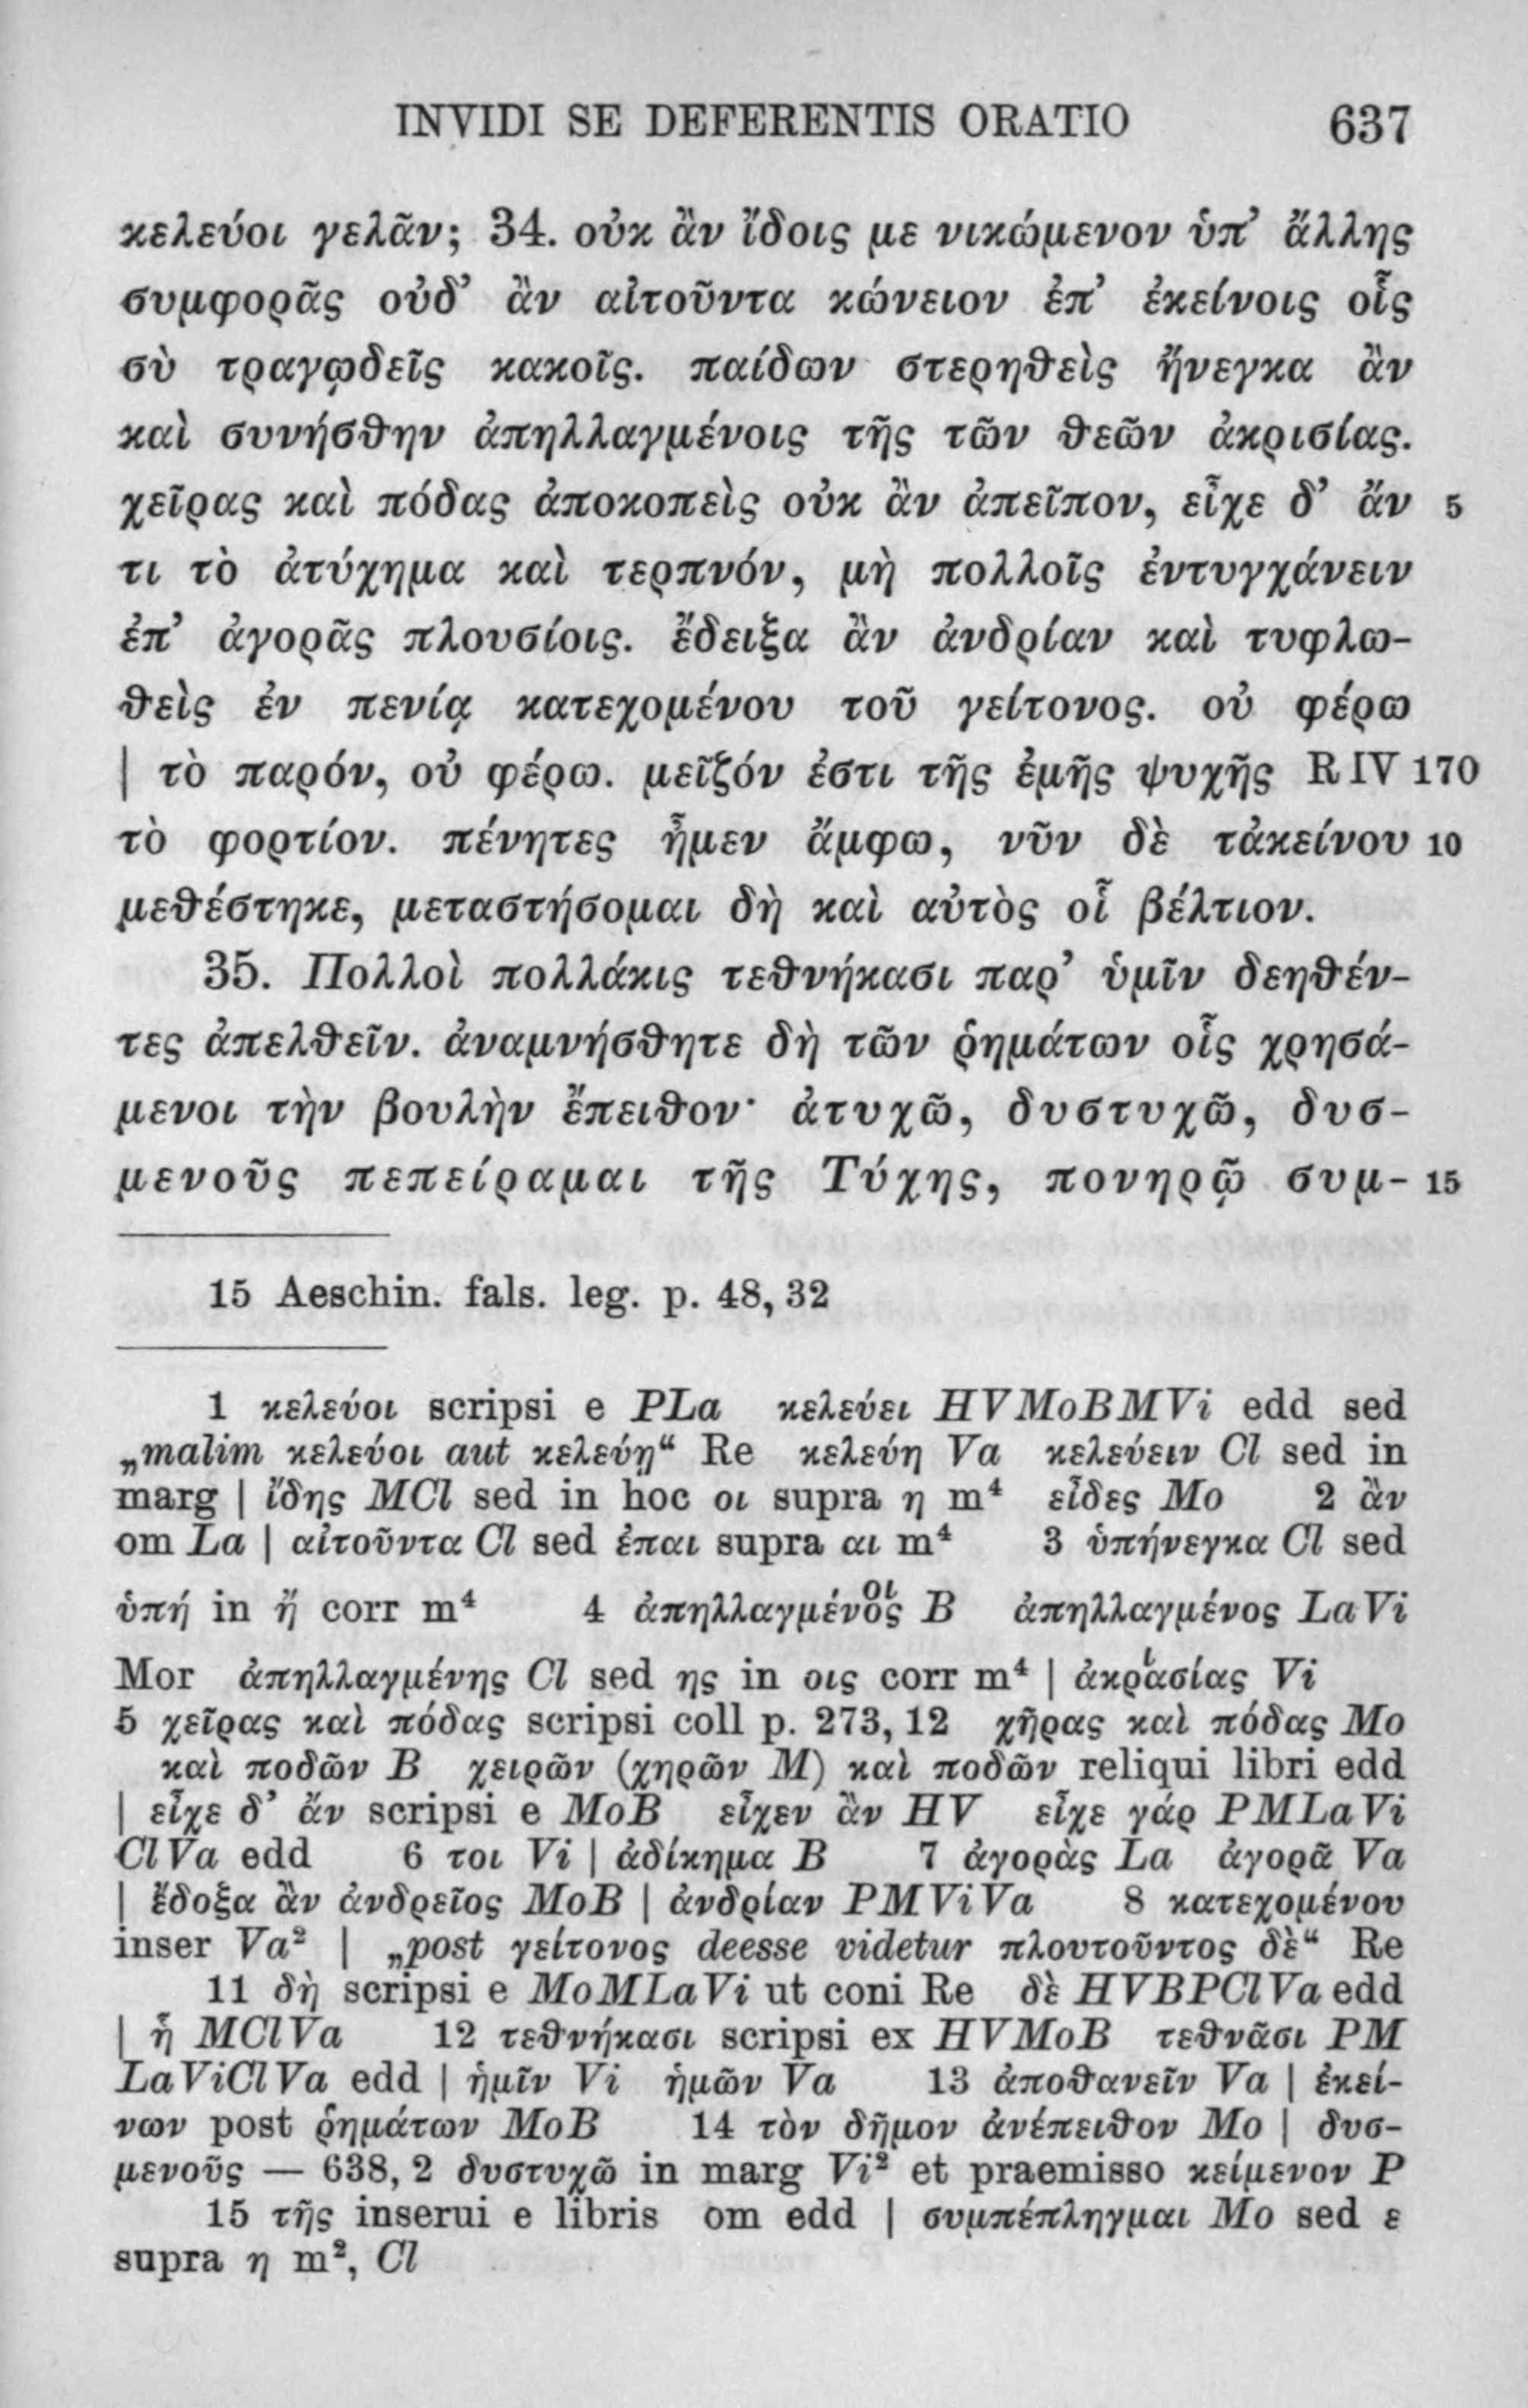 INVIDI SE DEFERENTIS ORATIO 637
κελεύοι γελᾶν; 34. οὐκ ἂν ἴδοις με νικώμενον ὑπ’ ἄλλης
συμφορᾶς οὐδ’ ἂν αἰτοῦντα κώνειον ἐπ’ ἐκείνοις οἷς
σὺ τραγῳδεῖς κακοῖς. παίδων στερηθεὶς ἤνεγκα ἂν
καὶ συνήσθην ἀπηλλαγμένοις τῆς τῶν θεῶν ἀκρισίας.
χεῖρας καὶ πόδας ἀποκοπεὶς οὐκ ἂν ἀπεῖπον, εἶχε δ’ ἄν 5
τι τὸ ἀτύχημα καὶ τερπνόν, μὴ πολλοῖς ἐντυγχάνειν
ἐπ’ ἀγορᾶς πλουσίοις. ἔδειξα ἂν ἀνδρίαν καὶ τυφλω-
θεὶς ἐν πενίᾳ κατεχομένου τοῦ γείτονος. οὐ φέρω
| τὸ παρόν, οὐ φέρω. μεῖζόν ἐστι τῆς ἐμῆς ψυχῆς R IV 170
τὸ φορτίον. πένητες ἦμεν ἄμφω, νῦν δὲ τἀκείνου 10
μεθέστηκε, μεταστήσομαι δὴ καὶ αὐτὸς οἷ βέλτιον.
35. Πολλοὶ πολλάκις τεθνήκασι παρ’ ὑμῖν δεηθέν-
τες ἀπελθεῖν. ἀναμνήσθητε δὴ τῶν ῥημάτων οἷς χρησά-
μενοι τὴν βουλὴν ἔπειθον· ἀτυχῶ, δυστυχῶ, δυσ-
μενοῦς πεπείραμαι τῆς Τύχης, πονηρῷ συμ- 15
15 Aeschin. fals. leg. p. 48, 32
1 κελεύοι scripsi e PLa κελεύει HVMoBMVi edd sed
„malim κελεύοι aut κελεύῃ“ Re κελεύη Va κελεύειν Cl sed in
marg | ἴδης MCl sed in hoc οι supra η m⁴ εἶδες Mo 2 ἂν
om La | αἰτοῦντα Cl sed ἐπαι supra αι m⁴ 3 ὑπήνεγκα Cl sed
ὑπή in ἤ corr m⁴ 4 ἀπηλλαγμένοςοι B ἀπηλλαγμένος LaVi
Mor ἀπηλλαγμένης Cl sed ης in οις corr m⁴ | ἀκραιsίας Vi
5 χεῖρας καὶ πόδας scripsi coll p. 273, 12 χῆρας καὶ πόδας Mo
καὶ ποδῶν B χειρῶν (χηρῶν M) καὶ ποδῶν reliqui libri edd
| εἶχε δ’ ἄν scripsi e MoB εἶχεν ἂν HV εἶχε γάρ PMLaVi
ClVa edd 6 τοι Vi | ἀδίκημα B 7 ἀγορὰς La ἀγορᾶ Va
| ἔδοξα ἂν ἀνδρεῖος MoB | ἀνδρίαν PMViVa 8 κατεχομένου
inser Va² | „post γείτονος deesse videtur πλουτοῦντος δὲ“ Re
11 δὴ scripsi e MoMLaVi ut coni Re δὲ HVBPClVa edd
| ἧ MClVa 12 τεθνήκασι scripsi ex HVMoB τεθνᾶσι PM
LaViClVa edd | ἡμῖν Vi ἡμῶν Va 13 ἀποθανεῖν Va | ἐκεί-
νων post ῥημάτων MoB 14 τὸν δῆμον ἀνέπειθον Mo | δυσ-
μενοῦς — 638, 2 δυστυχῶ in marg Vi² et praemisso κείμενον P
15 τῆς inserui e libris om edd | συμπέπληγμαι Mo sed ε
supra η m², Cl